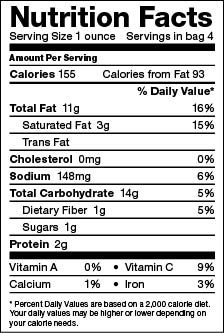 Nutrition Facts
Serving Size 1 ounce Servings in bag 4
Amount Per Serving
Calories 155 Calories from Fat 93
% Daily Value*
Total Fat 11g 16%
Saturated Fat 3g 15%
Trans Fat
Cholesterol 0mg 0%
Sodium 148mg 6%
Total Carbohydrate 14g 5%
Dietary Fiber 1g 5%
Sugars 1g
Protein 2g
Vitamin A 0% • Vitamin C 9%
Calcium 1% • Iron 3%
* Percent Daily Values are based on a 2,000 calorie diet.
Your daily values may be higher or lower depending on
your calorie needs.